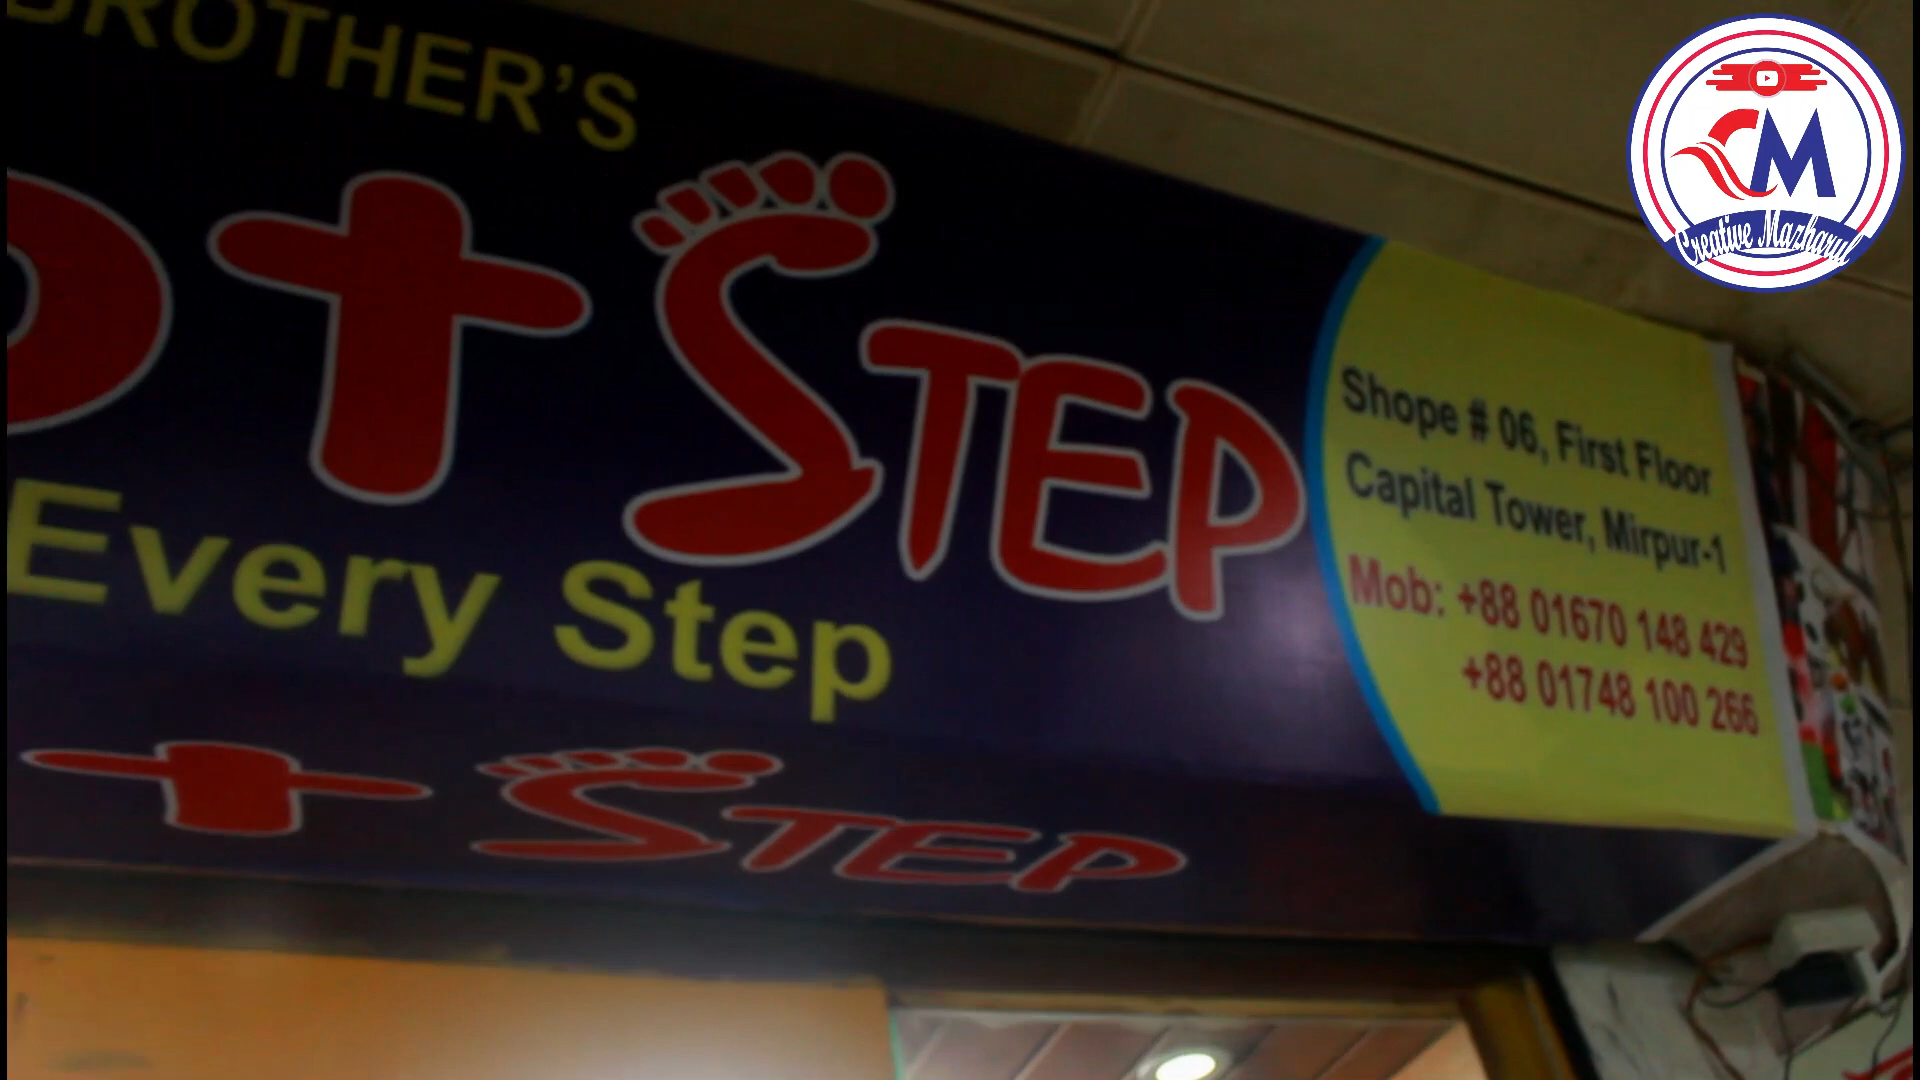 BROTHER'S
STEP
Every Step
STEP
Shope # 06, First Floor
Capital Tower, Mirpur-1
Mob: +88 01670 148 429
+88 01748 100 266
CM
Creative Mazharul